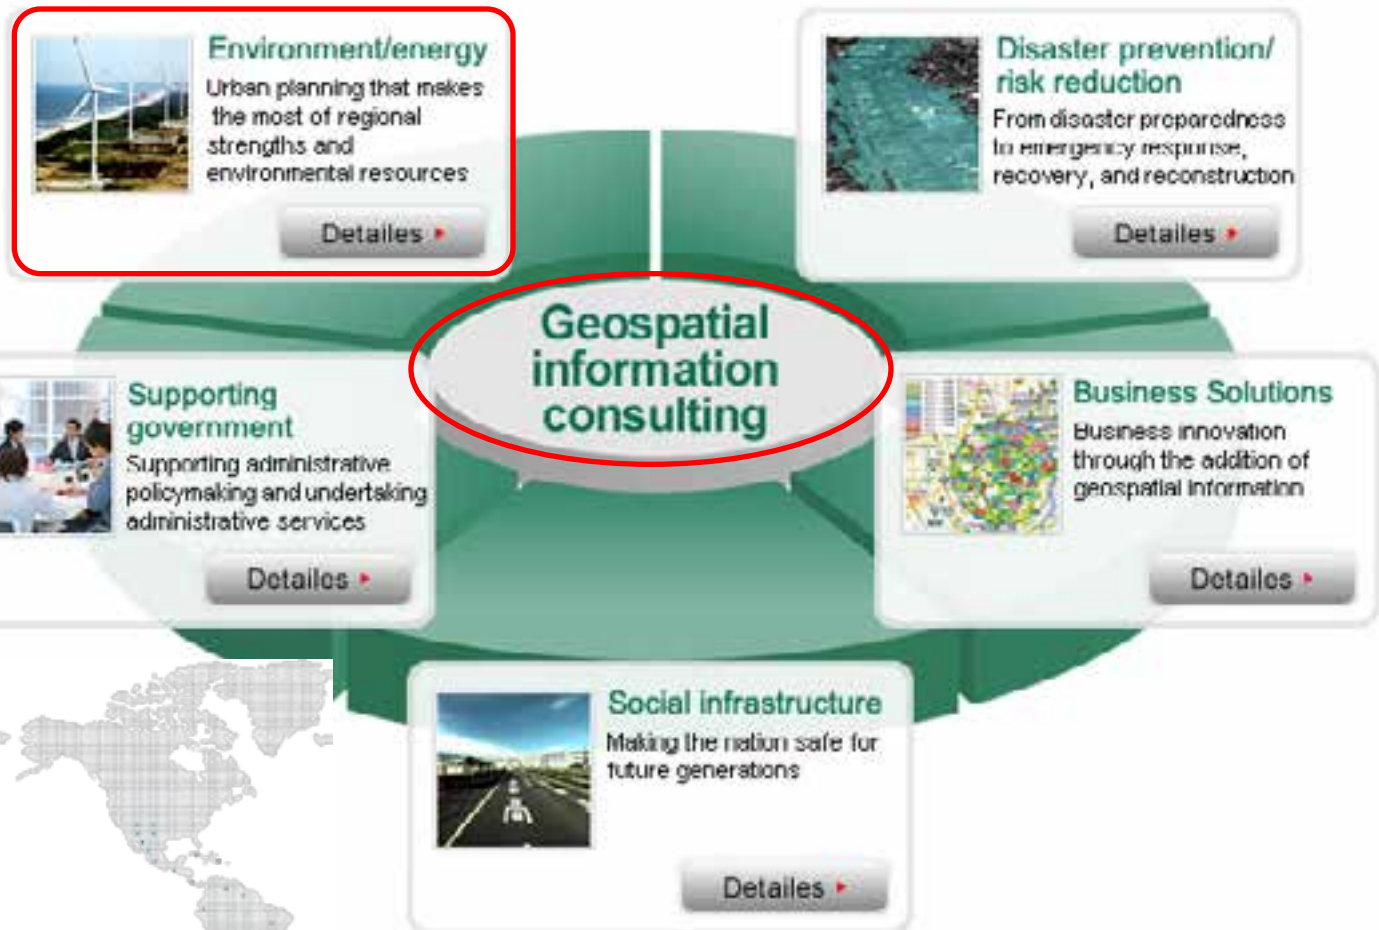 Environment/energy
Urban planning that makes
the most of regional
strengths and
environmental resources
Detailes
Disaster prevention/
risk reduction
From disaster preparedness
to emergency response,
recovery, and reconstruction
Detailes
Geospatial
information
consulting
Supporting
government
Supporting administrative
policymaking and undertaking
administrative services
Detailes
Business Solutions
Business innovation
through the addition of
geospatial information
Detailes
Social infrastructure
Making the nation safe for
future generations
Detailes